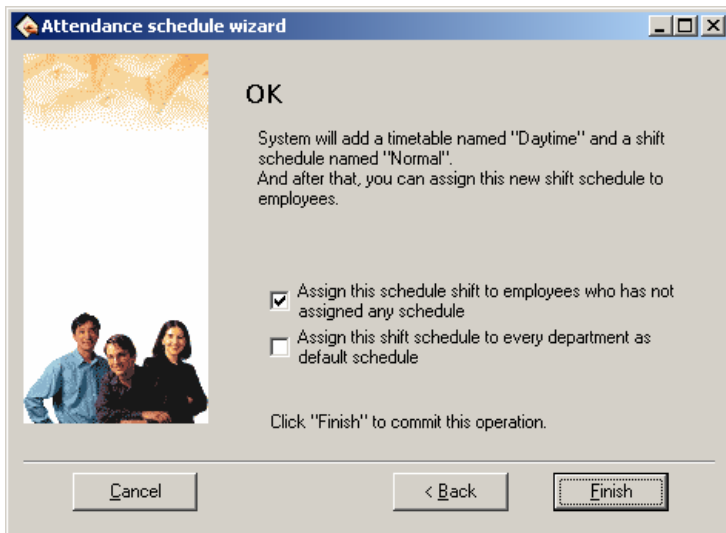 Attendance schedule wizard
OK
System will add a timetable named "Daytime" and a shift
schedule named "Normal".
And after that, you can assign this new shift schedule to
employees.
Assign this schedule shift to employees who has not
assigned any schedule
Assign this shift schedule to every department as
default schedule
Click "Finish" to commit this operation.
Cancel
< Back
Finish